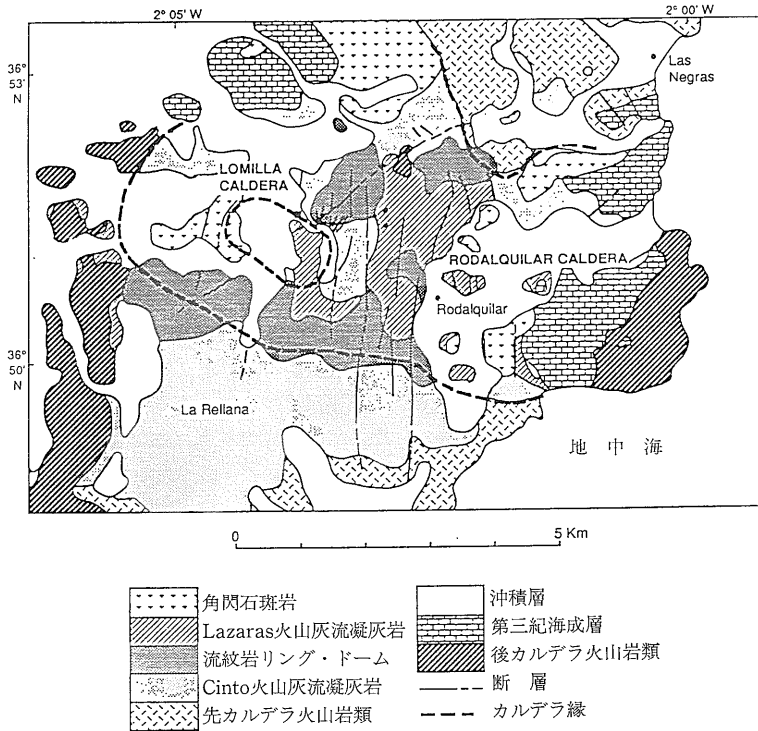 2° 05' W
2° 00' W
36°
53'
N
Las
Negras
LOMILLA
CALDERA
RODALQUILAR CALDERA
Rodalquilar
36°
50'
N
La Rellana
地中海
0
5 Km
角閃石斑岩
Lazaras火山灰流凝灰岩
流紋岩リング・ドーム
Cinto火山灰流凝灰岩
先カルデラ火山岩類
沖積層
第三紀海成層
後カルデラ火山岩類
断層
カルデラ縁